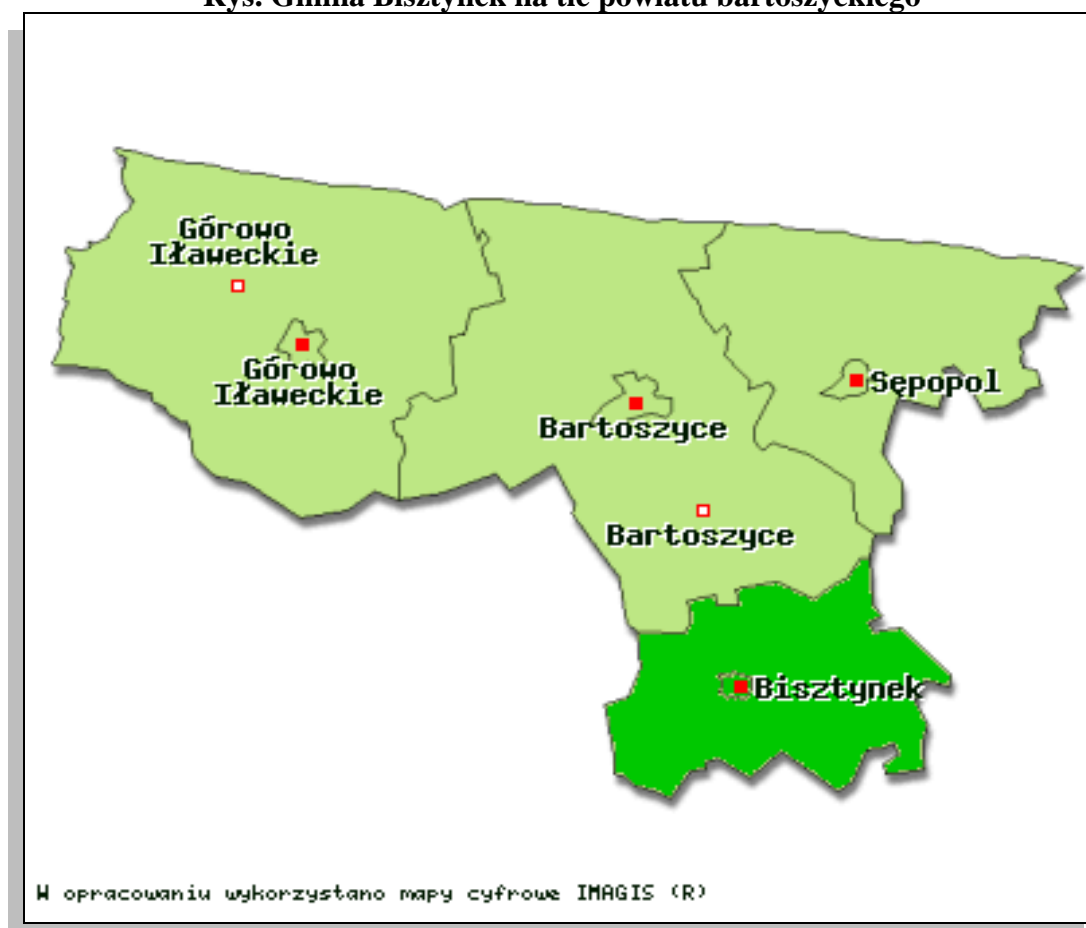 Rys. Gmina Bisztynek na tle powiatu bartoszyckiego
Górowo
Iławeckie
Górowo
Iławeckie
Sępopol
Bartoszyce
Bartoszyce
Bisztynek
W opracowaniu wykorzystano mapy cyfrowe IMAGIS (R)